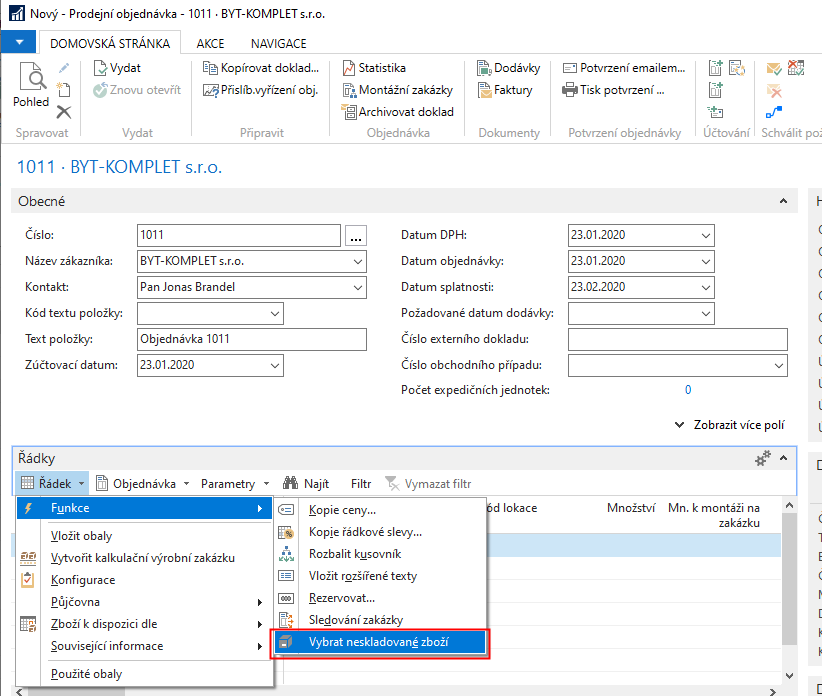 Nový - Prodejní objednávka - 1011 · BYT-KOMPLET s.r.o.
DOMOVSKÁ STRÁNKA AKCE NAVIGACE
Pohled
Vydat
Znovu otevřít
Kopírovat doklad...
Příslib.vyřízení obj.
Statistika
Montážní zakázky
Archivovat doklad
Dodávky
Faktury
Potvrzení emailem...
Tisk potvrzení ...
Spravovat Vydat Připravit Objednávka Dokumenty Potvrzení objednávky Účtování Schválit
1011 · BYT-KOMPLET s.r.o.
Obecné
Číslo: 1011 ...
Název zákazníka: BYT-KOMPLET s.r.o.
Kontakt: Pan Jonas Brandel
Kód textu položky:
Text položky: Objednávka 1011
Zúčtovací datum: 23.01.2020
Datum DPH: 23.01.2020
Datum objednávky: 23.01.2020
Datum splatnosti: 23.02.2020
Požadované datum dodávky:
Číslo externího dokladu:
Číslo obchodního případu:
Počet expedičních jednotek: 0
Zobrazit více polí
Řádky
Řádek Objednávka Parametry Najít Filtr Vymazat filtr
ód lokace Množství Mn. k montáži na
zakázku
Funkce
Vložit obaly
Vytvořit kalkulační výrobní zakázku
Konfigurace
Půjčovna
Zboží k dispozici dle
Související informace
Použité obaly
Kopie ceny...
Kopie řádkové slevy...
Rozbalit kusovník
Vložit rozšířené texty
Rezervovat...
Sledování zakázky
Vybrat neskladované zboží